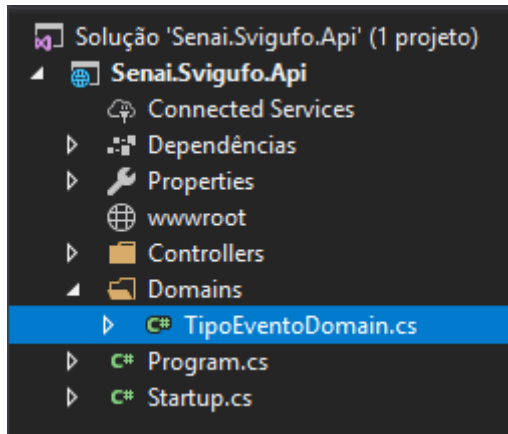 Solução 'Senai.Svigufo.Api' (1 projeto)
Senai.Svigufo.Api
Connected Services
Dependências
Properties
wwwroot
Controllers
Domains
C# TipoEventoDomain.cs
C# Program.cs
C# Startup.cs